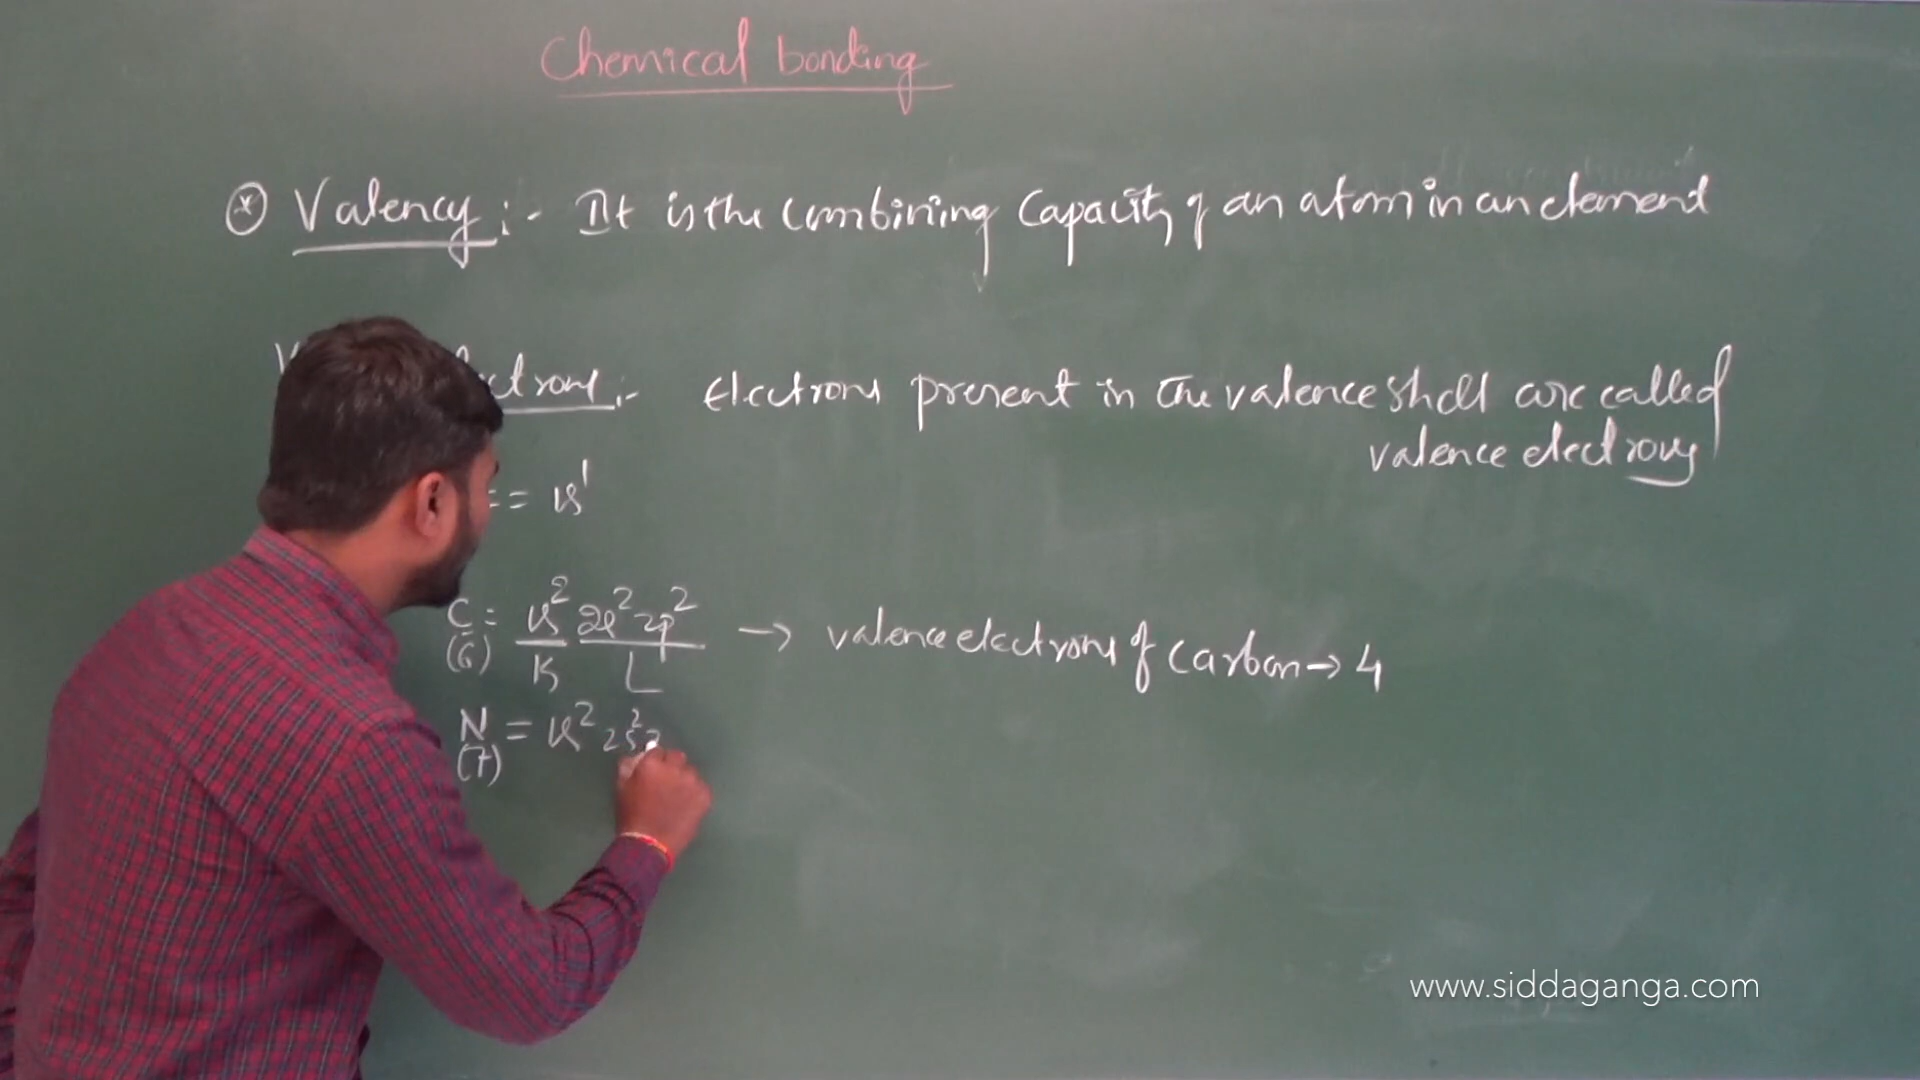 Chemical bonding
* Valency :- It is the combining capacity of an atom in an element
:- Electrons present in the valence shell are called
valence electrons
= 1s¹
C = 1s² 2s² 2p² → valence electrons of carbon → 4
(6) K L
N = 1s² 2s² 2
(7)
www.siddaganga.com